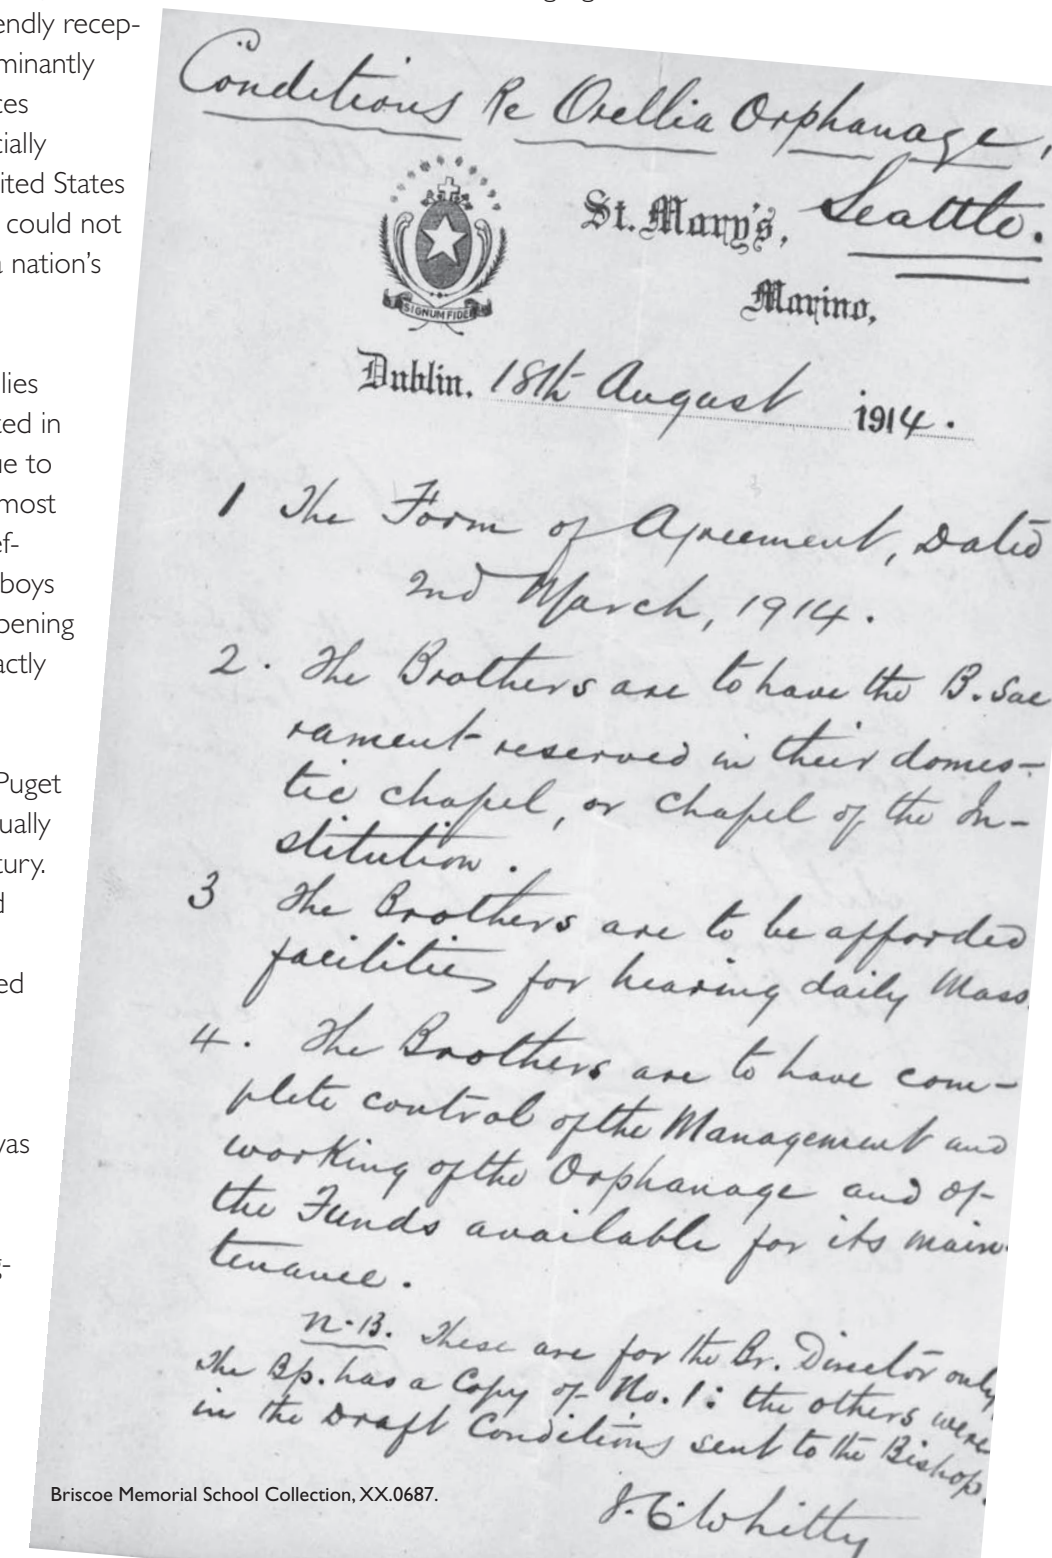 endly recep-
minantly
ces
tially
ited States
could not
a nation's
lies
ted in
ue to
most
ef-
boys
pening
actly
Puget
ually
tury.
d
ed
was
g-
Conditions Re Orellia Orphanage,
St. Mary's, Seattle.
Marino,
SIGNUM FIDEI
Dublin. 18th August 1914.
1 The Form of Agreement, Dated
2nd March, 1914.
2. The Brothers are to have the B. Sac
rament reserved in their domes-
tic chapel, or chapel of the In-
stitution.
3 The Brothers are to be afforded
facilities for hearing daily Mass.
4. The Brothers are to have com-
plete control of the Management and
working of the Orphanage and of
the Funds available for its main-
tenance.
N.B. These are for the Br. Director only
The Bp. has a Copy of No. 1: the others were
in the Draft Conditions sent to the Bishop.
J. C. Whitty
Briscoe Memorial School Collection, XX.0687.